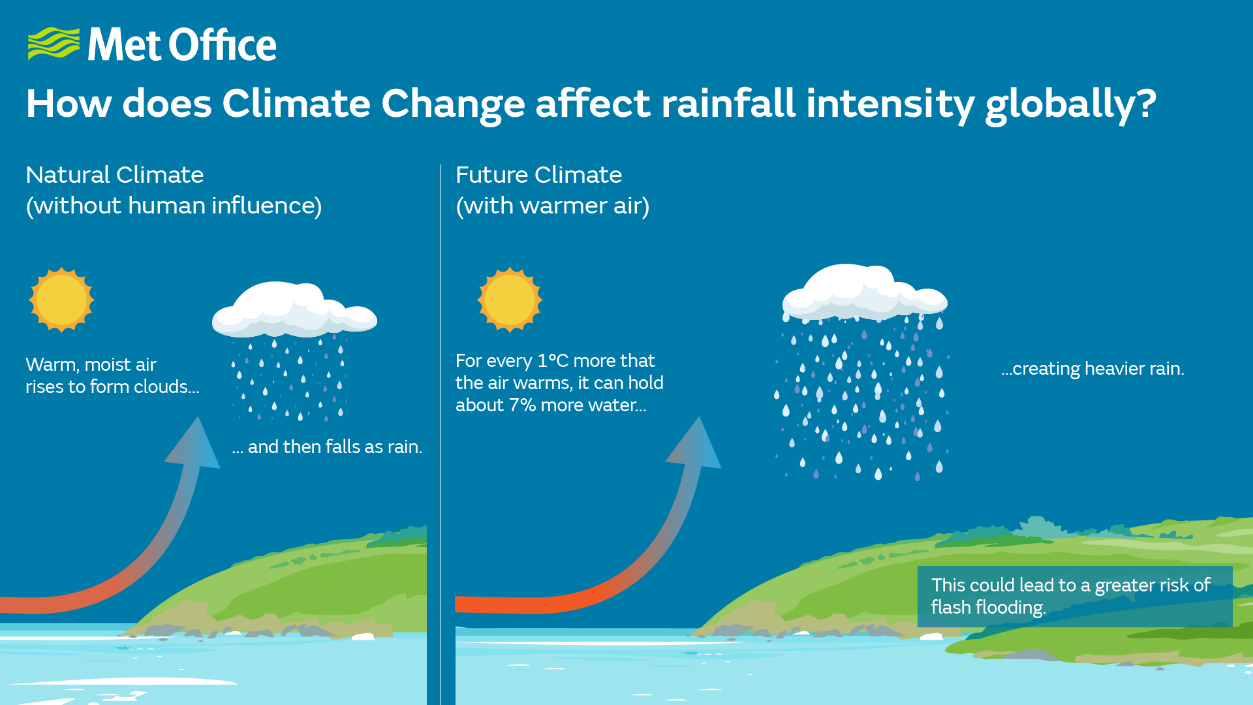 Met Office
How does Climate Change affect rainfall intensity globally?
Natural Climate
(without human influence)
Warm, moist air
rises to form clouds...
... and then falls as rain.
Future Climate
(with warmer air)
For every 1°C more that
the air warms, it can hold
about 7% more water...
...creating heavier rain.
This could lead to a greater risk of
flash flooding.